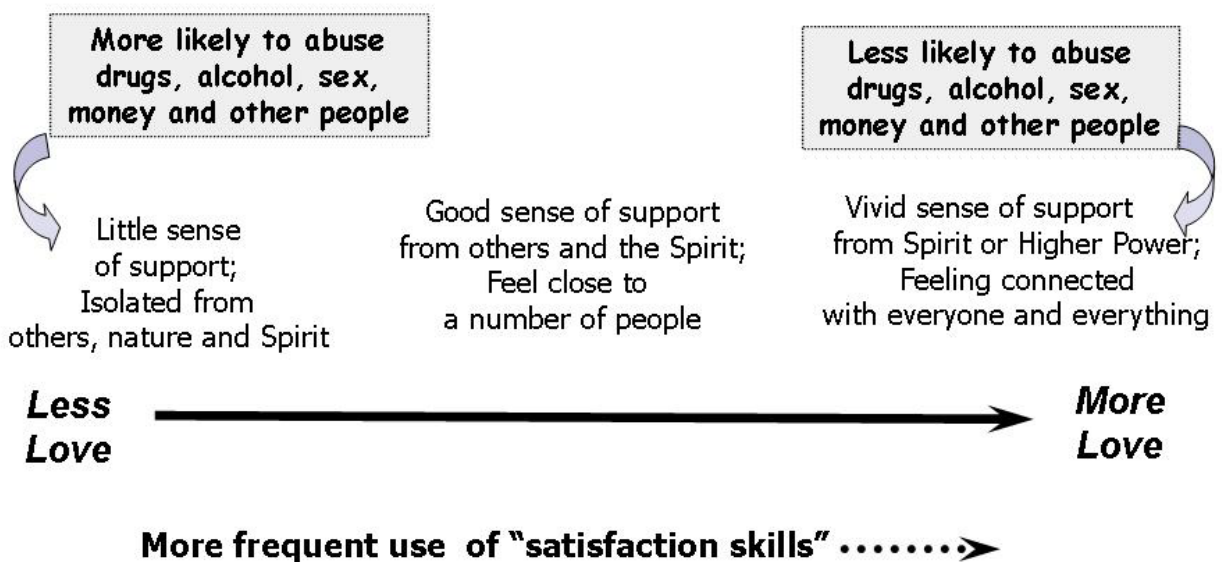 More likely to abuse
drugs, alcohol, sex,
money and other people
Less likely to abuse
drugs, alcohol, sex,
money and other people
Little sense
of support;
Isolated from
others, nature and Spirit
Good sense of support
from others and the Spirit;
Feel close to
a number of people
Vivid sense of support
from Spirit or Higher Power;
Feeling connected
with everyone and everything
Less
Love
More
Love
More frequent use of “satisfaction skills”